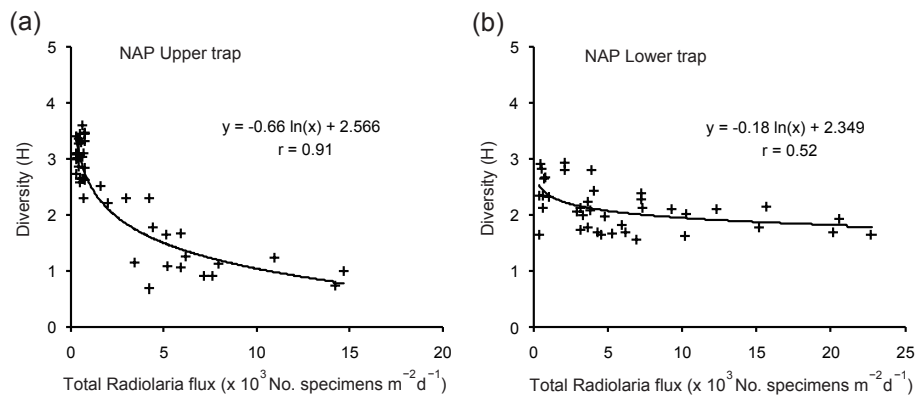 (a)
NAP Upper trap
y = -0.66 ln(x) + 2.566
r = 0.91
Diversity (H)
5
4
3
2
1
0
0 5 10 15 20
Total Radiolaria flux (x 10³ No. specimens m⁻²d⁻¹)
(b)
NAP Lower trap
y = -0.18 ln(x) + 2.349
r = 0.52
Diversity (H)
5
4
3
2
1
0
0 5 10 15 20 25
Total Radiolaria flux (x 10³ No. specimens m⁻²d⁻¹)